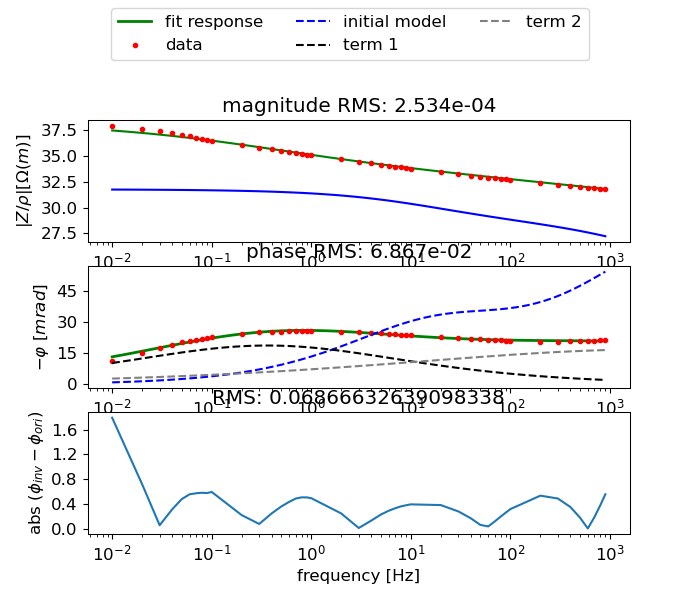 fit response initial model term 2
data term 1
magnitude RMS: 2.534e-04
|Z/ρ|[Ω(m)]
37.5
35.0
32.5
30.0
27.5
10⁻² 10⁻¹ 10⁰ 10¹ 10² 10³
phase RMS: 6.867e-02
−φ [mrad]
45
30
15
0
10⁻² 10⁻¹ 10⁰ 10¹ 10² 10³
RMS: 0.06866632639098338
abs (ϕ_inv − ϕ_ori)
1.6
1.2
0.8
0.4
0.0
10⁻² 10⁻¹ 10⁰ 10¹ 10² 10³
frequency [Hz]